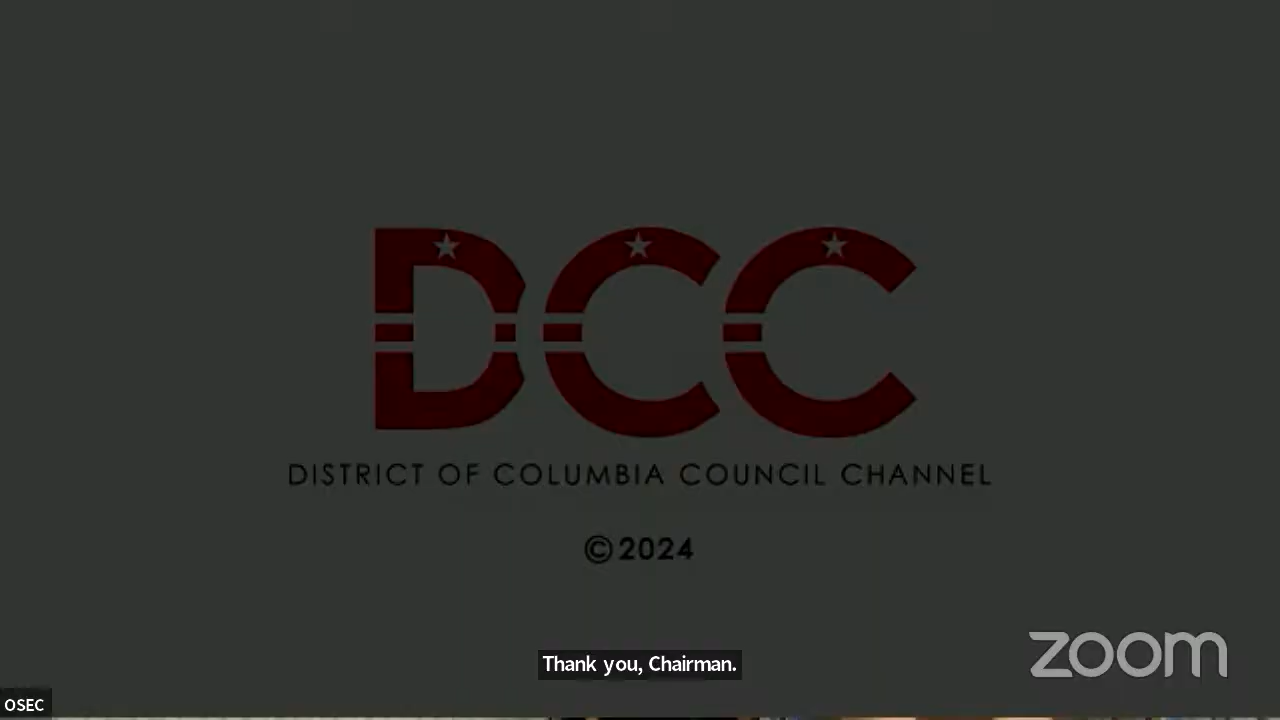 DCC
DISTRICT OF COLUMBIA COUNCIL CHANNEL
©2024
zoom
Thank you, Chairman.
OSEC